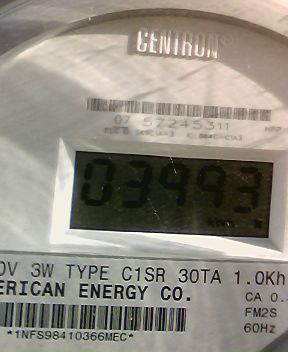 CENTRON®
07 57245311
03993
0V 3W TYPE C1SR 30TA 1.0Kh
ERICAN ENERGY CO.
CA 0.
FM2S
*1NFS98410366MEC*
60Hz